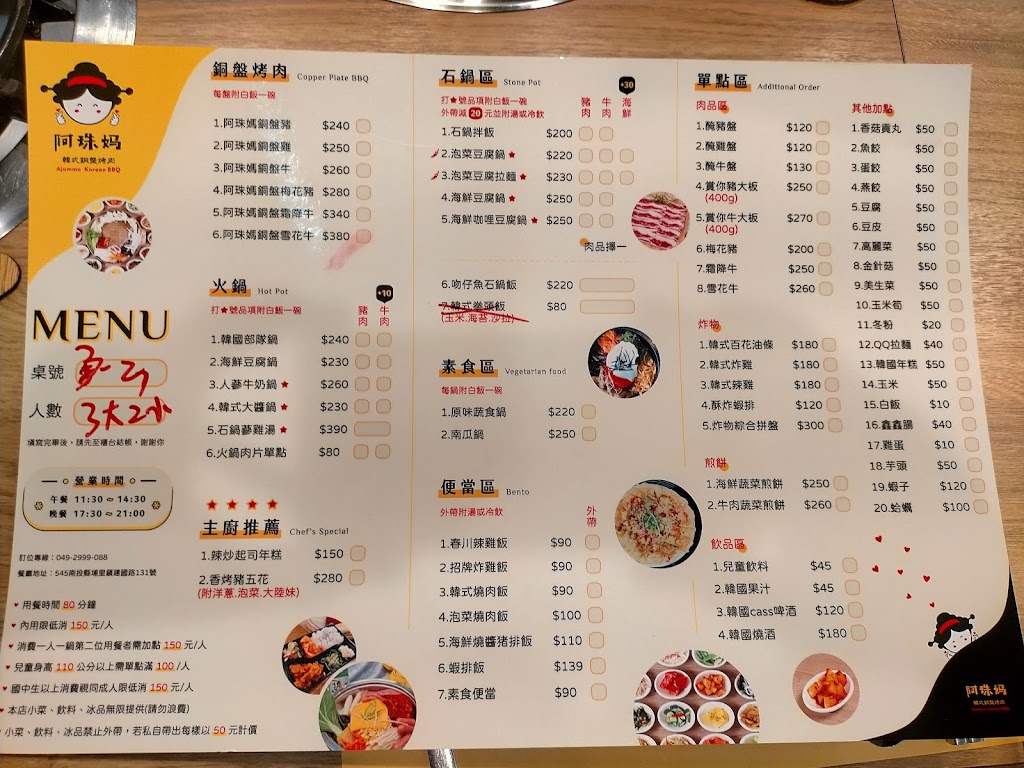 阿珠媽
韓式銅盤烤肉
Ajumma Korean BBQ
MENU
桌號
人數 3大2小
填寫完畢後,請先至櫃台結帳,謝謝你
營業時間
午餐 11:30~14:30
晚餐 17:30~21:00
訂位專線:049-2999-088
餐廳地址:545南投縣埔里鎮建國路131號
用餐時間 80 分鐘
內用限低消 150 元/人
消費一人一鍋第二位用餐者需加點 150 元/人
兒童身高 110 公分以上需單點滿 100 /人
國中生以上消費視同成人限低消 150 元/人
本店小菜、飲料、冰品無限提供(請勿浪費)
小菜、飲料、冰品禁止外帶,若私自帶出每樣以 50 元計價
銅盤烤肉 Copper Plate BBQ
每盤附白飯一碗
1.阿珠媽銅盤豬 $240
2.阿珠媽銅盤雞 $250
3.阿珠媽銅盤牛 $260
4.阿珠媽銅盤梅花豬 $280
5.阿珠媽銅盤霜降牛 $340
6.阿珠媽銅盤雪花牛 $380
火鍋 Hot Pot
+10
打★號品項附白飯一碗
豬肉 牛肉
1.韓國部隊鍋 $240
2.海鮮豆腐鍋 $230
3.人蔘牛奶鍋★ $260
4.韓式大醬鍋★ $230
5.石鍋蔘雞湯★ $390
6.火鍋肉片單點 $80
★★★★
主廚推薦 Chef's Special
1.辣炒起司年糕 $150
2.香烤豬五花 $280
(附洋蔥.泡菜.大陸妹)
石鍋區 Stone Pot
+30
打★號品項附白飯一碗
外帶減 20 元並附湯或冷飲
豬肉 牛肉 海鮮
1.石鍋拌飯 $200
2.泡菜豆腐鍋★ $220
3.泡菜豆腐拉麵★ $230
4.海鮮豆腐鍋★ $250
5.海鮮咖哩豆腐鍋★ $250
肉品擇一
6.吻仔魚石鍋飯 $220
7.韓式拳頭飯 $80
(玉米.海苔.沙拉)
素食區 Vegetarian food
每鍋附白飯一碗
1.原味蔬食鍋 $220
2.南瓜鍋 $250
便當區 Bento
外帶附湯或冷飲
外帶
1.春川辣雞飯 $90
2.招牌炸雞飯 $90
3.韓式燒肉飯 $90
4.泡菜燒肉飯 $100
5.海鮮燒醬豬排飯 $110
6.蝦排飯 $139
7.素食便當 $90
單點區 Additional Order
肉品區
1.醃豬盤 $120
2.醃雞盤 $120
3.醃牛盤 $130
4.賞你豬大板 $250
(400g)
5.賞你牛大板 $270
(400g)
6.梅花豬 $200
7.霜降牛 $250
8.雪花牛 $260
炸物
1.韓式百花油條 $180
2.韓式炸雞 $180
3.韓式辣雞 $180
4.酥炸蝦排 $120
5.炸物綜合拼盤 $300
煎餅
1.海鮮蔬菜煎餅 $250
2.牛肉蔬菜煎餅 $260
飲品區
1.兒童飲料 $45
2.韓國果汁 $45
3.韓國cass啤酒 $120
4.韓國燒酒 $180
其他加點
1.香菇貢丸 $50
2.魚餃 $50
3.蛋餃 $50
4.燕餃 $50
5.豆腐 $50
6.豆皮 $50
7.高麗菜 $50
8.金針菇 $50
9.美生菜 $50
10.玉米筍 $50
11.冬粉 $20
12.QQ拉麵 $40
13.韓國年糕 $50
14.玉米 $50
15.白飯 $10
16.鑫鑫腸 $40
17.雞蛋 $10
18.芋頭 $50
19.蝦子 $120
20.蛤蠣 $100
阿珠媽
韓式銅盤烤肉